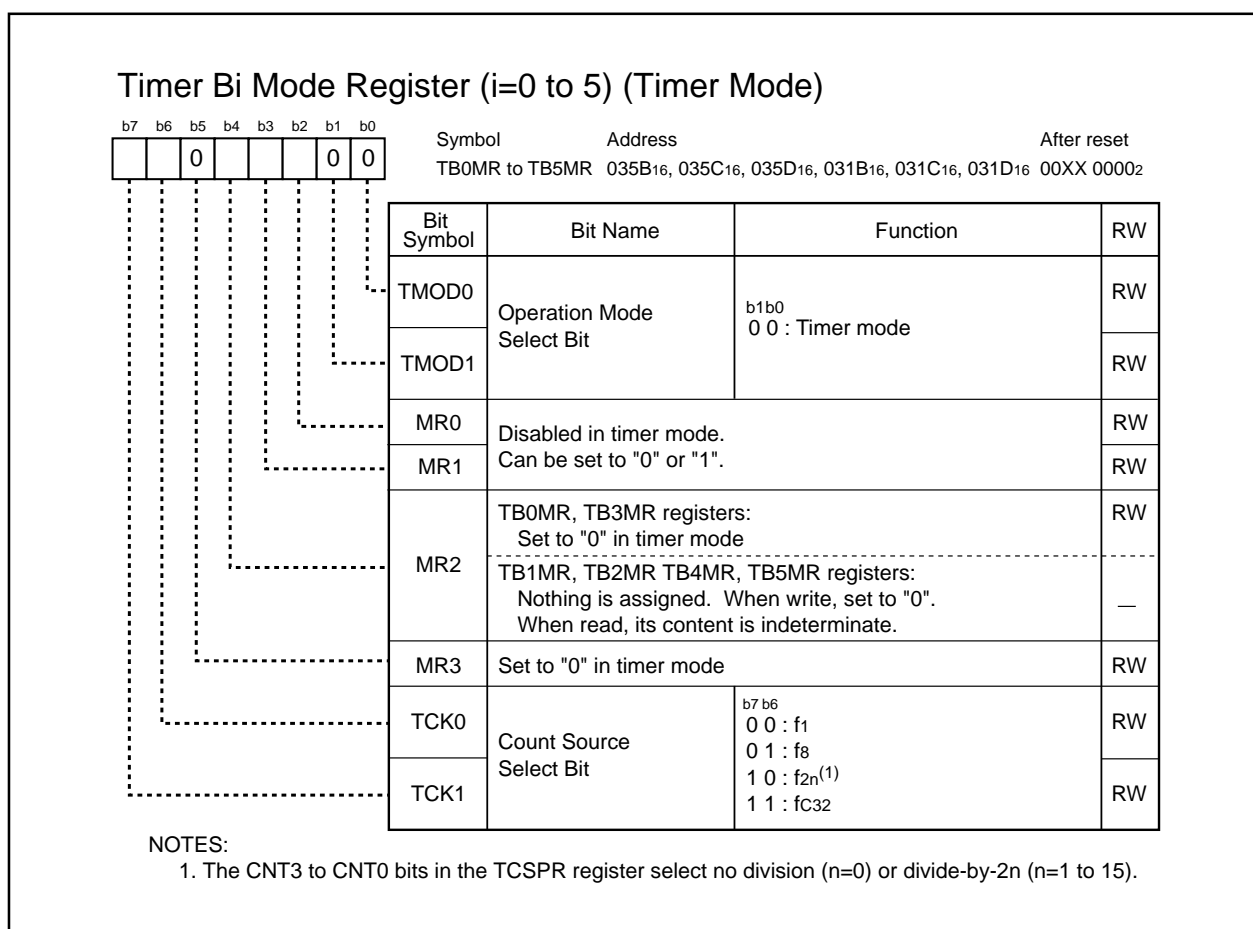 Timer Bi Mode Register (i=0 to 5) (Timer Mode)
b7 b6 b5 b4 b3 b2 b1 b0
0 0 0
Symbol Address After reset
TB0MR to TB5MR 035B16, 035C16, 035D16, 031B16, 031C16, 031D16 00XX 00002
Bit Symbol Bit Name Function RW
TMOD0 RW
Operation Mode
Select Bit
b1b0
0 0 : Timer mode
TMOD1 RW
MR0 RW
Disabled in timer mode.
Can be set to "0" or "1".
MR1 RW
MR2
TB0MR, TB3MR registers: RW
Set to "0" in timer mode
TB1MR, TB2MR TB4MR, TB5MR registers:
Nothing is assigned. When write, set to "0". —
When read, its content is indeterminate.
MR3 Set to "0" in timer mode RW
TCK0 RW
Count Source
Select Bit
b7 b6
0 0 : f1
0 1 : f8
1 0 : f2n(1)
1 1 : fC32
TCK1 RW
NOTES:
1. The CNT3 to CNT0 bits in the TCSPR register select no division (n=0) or divide-by-2n (n=1 to 15).